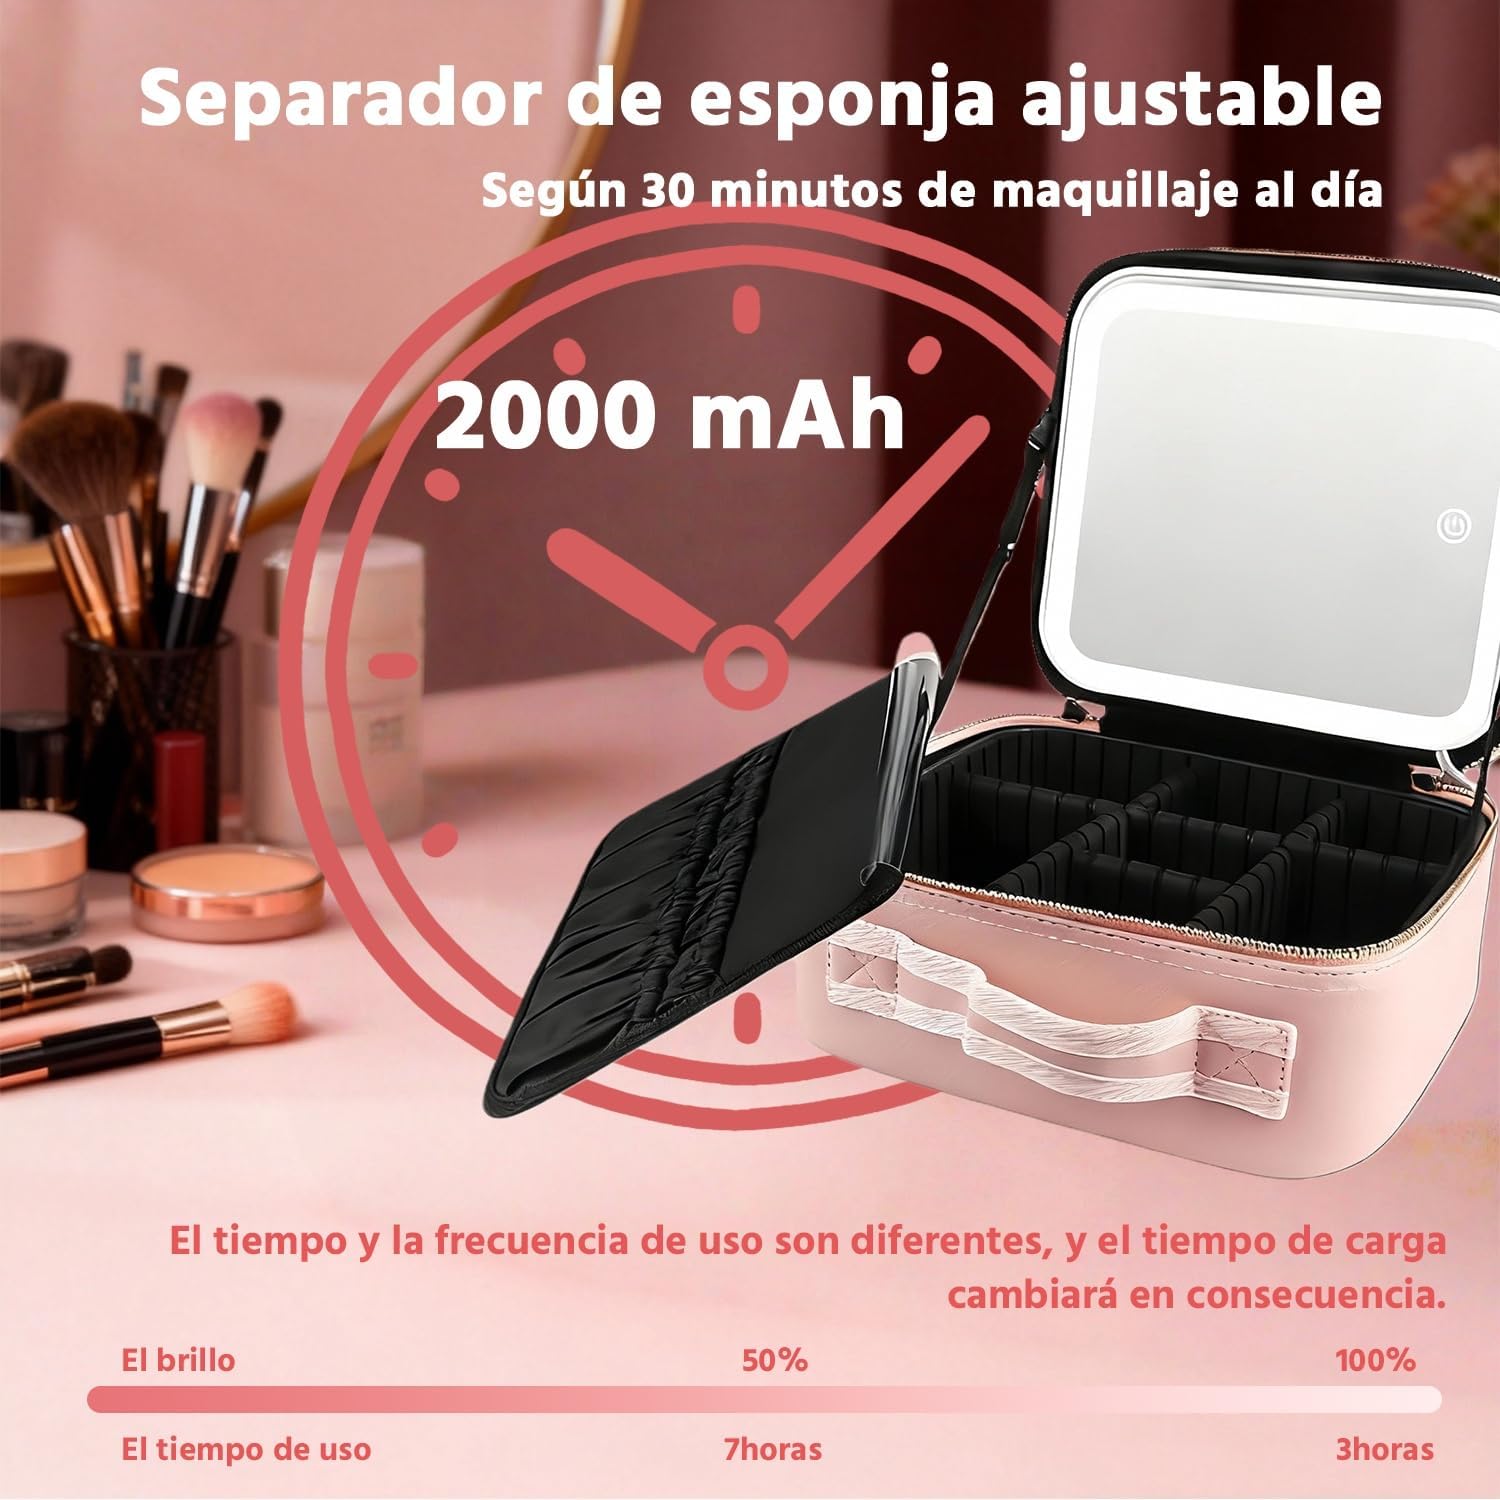 Separador de esponja ajustable
Según 30 minutos de maquillaje al día
2000 mAh
El tiempo y la frecuencia de uso son diferentes, y el tiempo de carga
cambiará en consecuencia.
El brillo 50% 100%
El tiempo de uso 7horas 3horas